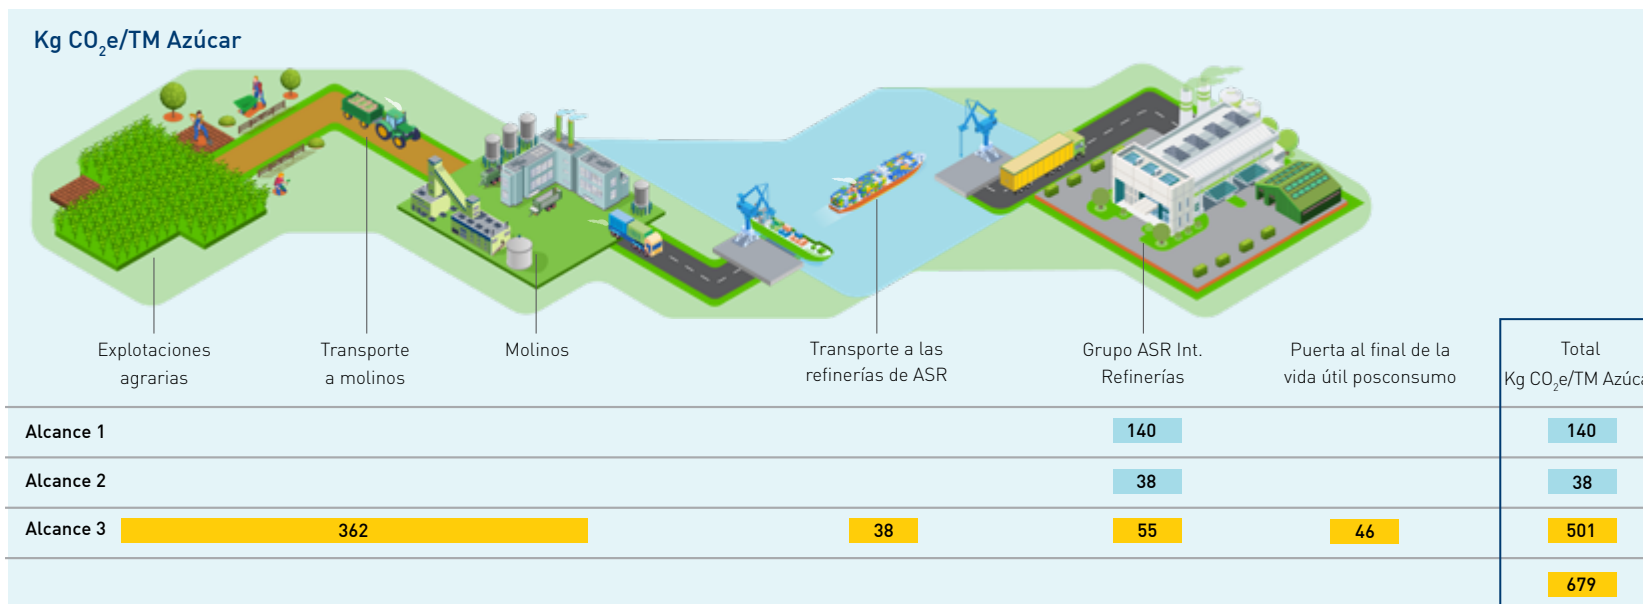 Kg CO₂e/TM Azúcar
Explotaciones
agrarias
Transporte
a molinos
Molinos
Transporte a las
refinerías de ASR
Grupo ASR Int.
Refinerías
Puerta al final de la
vida útil posconsumo
Total
Kg CO₂e/TM Azúca
Alcance 1 140 140
Alcance 2 38 38
Alcance 3 362 38 55 46 501
679